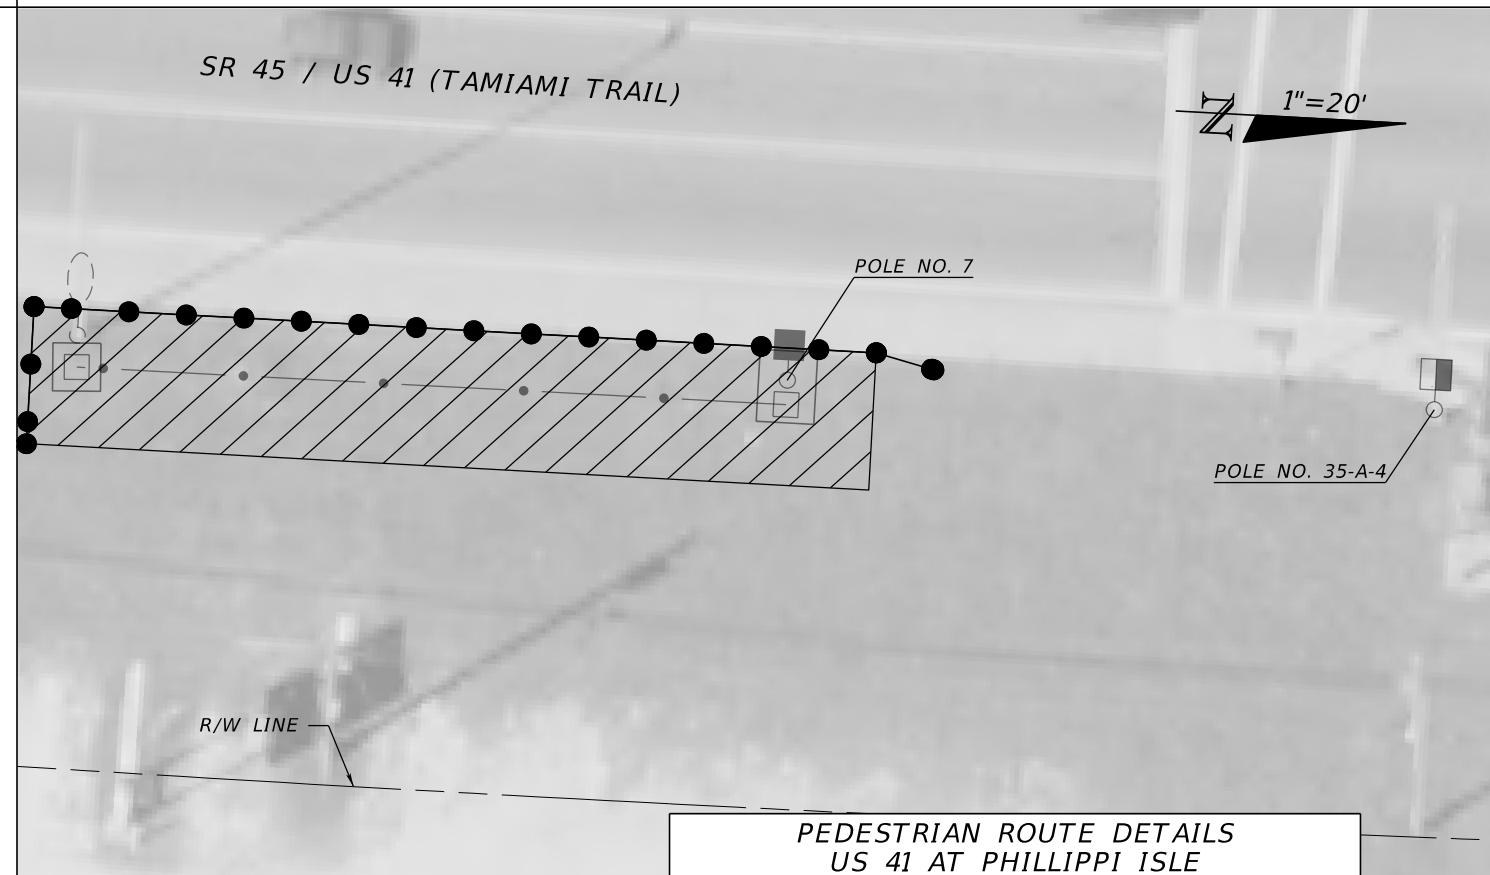 SR 45 / US 41 (TAMIAMI TRAIL)
N
1"=20'
POLE NO. 7
POLE NO. 35-A-4
R/W LINE
PEDESTRIAN ROUTE DETAILS
US 41 AT PHILLIPPI ISLE